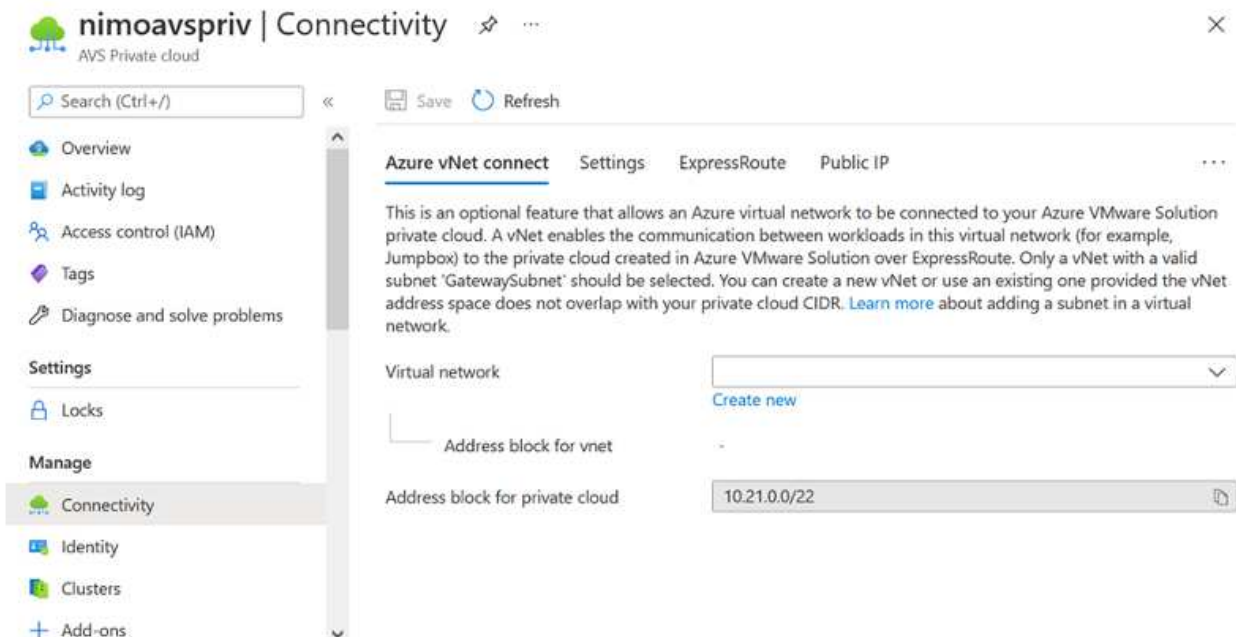 nimoavspriv | Connectivity ...
AVS Private cloud
Search (Ctrl+/)
«
Overview
Activity log
Access control (IAM)
Tags
Diagnose and solve problems
Settings
Locks
Manage
Connectivity
Identity
Clusters
Add-ons
Save Refresh
Azure vNet connect Settings ExpressRoute Public IP ...
This is an optional feature that allows an Azure virtual network to be connected to your Azure VMware Solution
private cloud. A vNet enables the communication between workloads in this virtual network (for example,
Jumpbox) to the private cloud created in Azure VMware Solution over ExpressRoute. Only a vNet with a valid
subnet 'GatewaySubnet' should be selected. You can create a new vNet or use an existing one provided the vNet
address space does not overlap with your private cloud CIDR. Learn more about adding a subnet in a virtual
network.
Virtual network
Create new
Address block for vnet -
Address block for private cloud 10.21.0.0/22